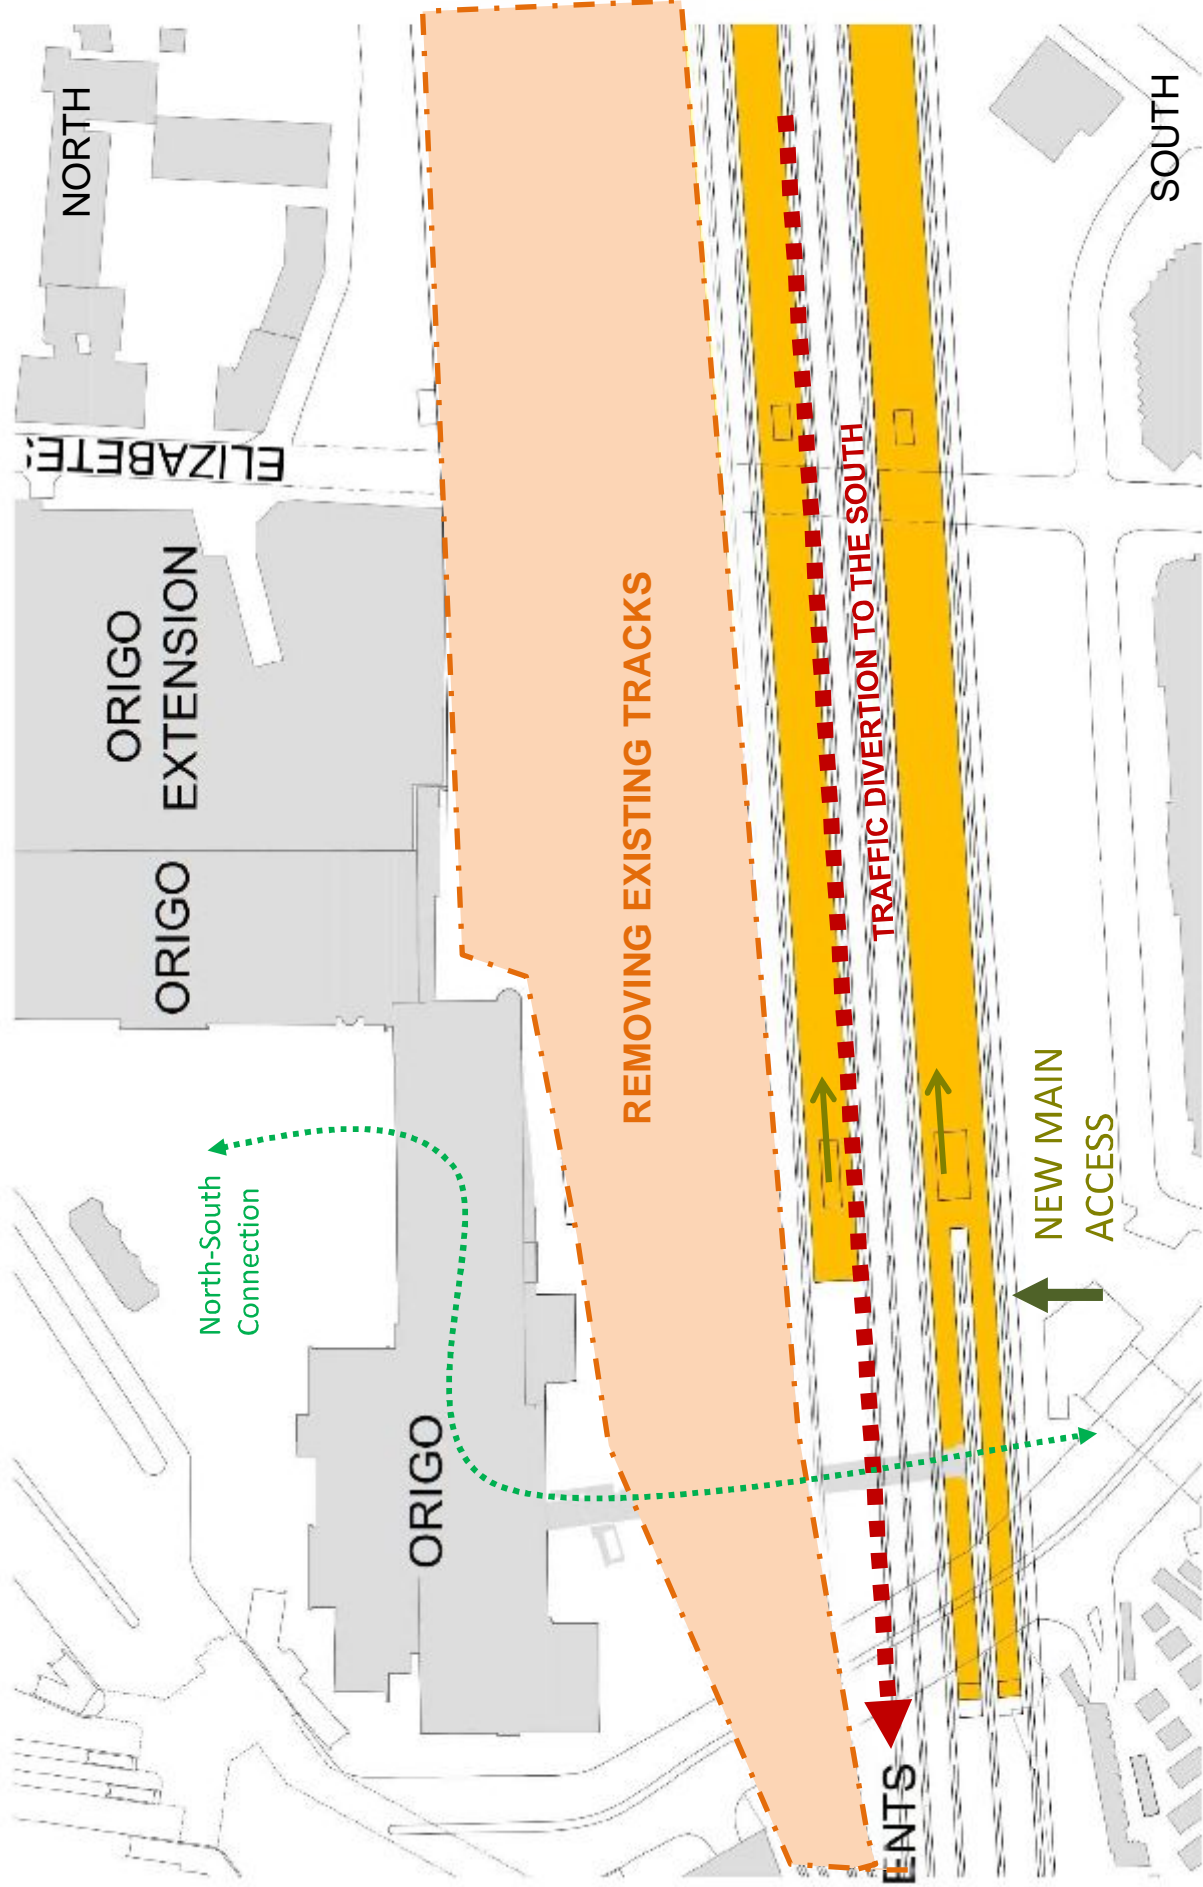 NORTH
ELIZABETES
ORIGO
EXTENSION
ORIGO
North-South
Connection
ORIGO
REMOVING EXISTING TRACKS
TRAFFIC DIVERTION TO THE SOUTH
NEW MAIN
ACCESS
SOUTH
ENTS